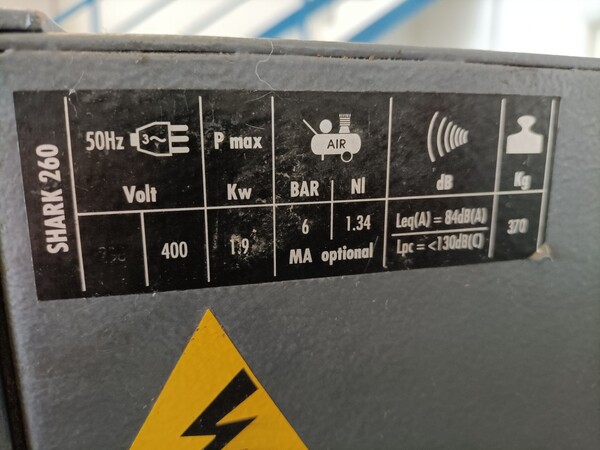 SHARK 260
50Hz 3~ P max AIR
Volt Kw BAR Nl dB Kg
400 1.9 6 1.34 Leq(A) = 84dB(A) 370
MA optional Lpc = <130dB(C)